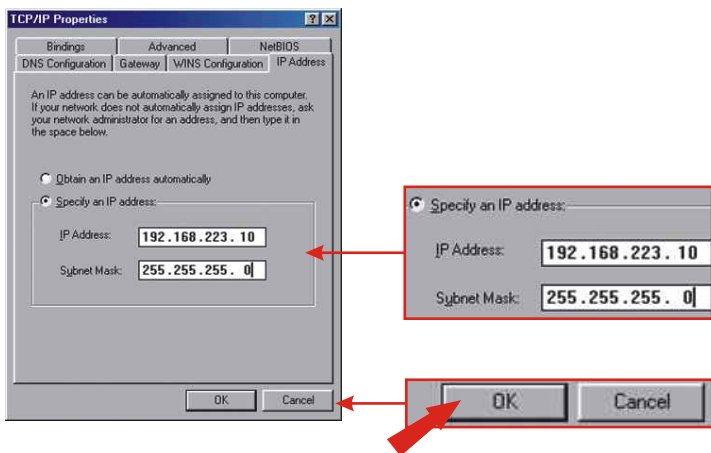 TCP/IP Properties
Bindings Advanced NetBIOS
DNS Configuration Gateway WINS Configuration IP Address
An IP address can be automatically assigned to this computer.
If your network does not automatically assign IP addresses, ask
your network administrator for an address, and then type it in
the space below.
Obtain an IP address automatically
Specify an IP address:
IP Address: 192.168.223.10
Subnet Mask: 255.255.255.0
OK Cancel
Specify an IP address:
IP Address: 192.168.223.10
Subnet Mask: 255.255.255.0
OK Cancel